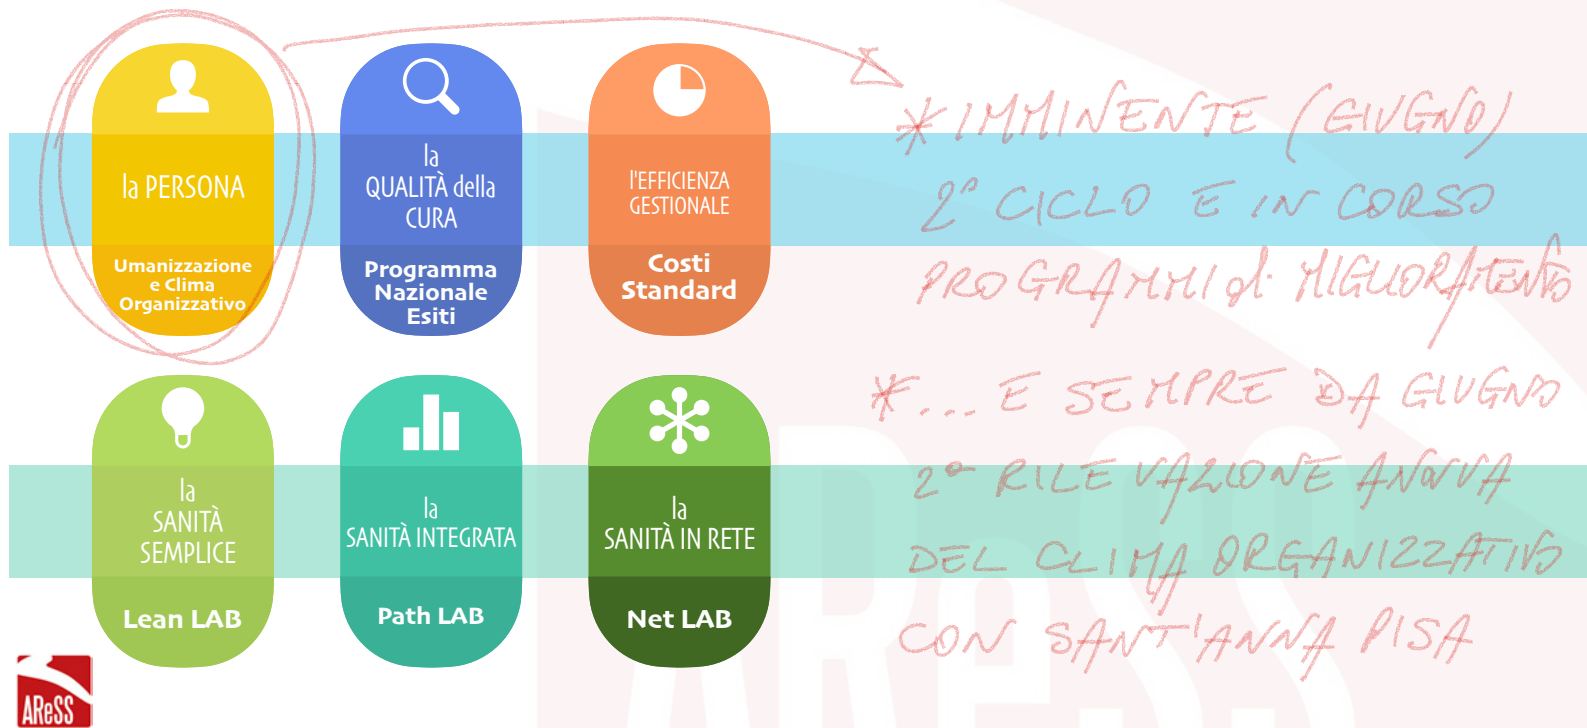 la PERSONA
Umanizzazione
e Clima
Organizzativo
la
QUALITÀ della
CURA
Programma
Nazionale
Esiti
l'EFFICIENZA
GESTIONALE
Costi
Standard
* IMMINENTE (GIUGNO)
2° CICLO E IN CORSO
PROGRAMMI di MIGLIORAMENTO
*... E SEMPRE DA GIUGNO
2a RILEVAZIONE ANNUA
DEL CLIMA ORGANIZZATIVO
CON SANT'ANNA PISA
la
SANITÀ
SEMPLICE
Lean LAB
la
SANITÀ INTEGRATA
Path LAB
la
SANITÀ IN RETE
Net LAB
AReSS
AReSS